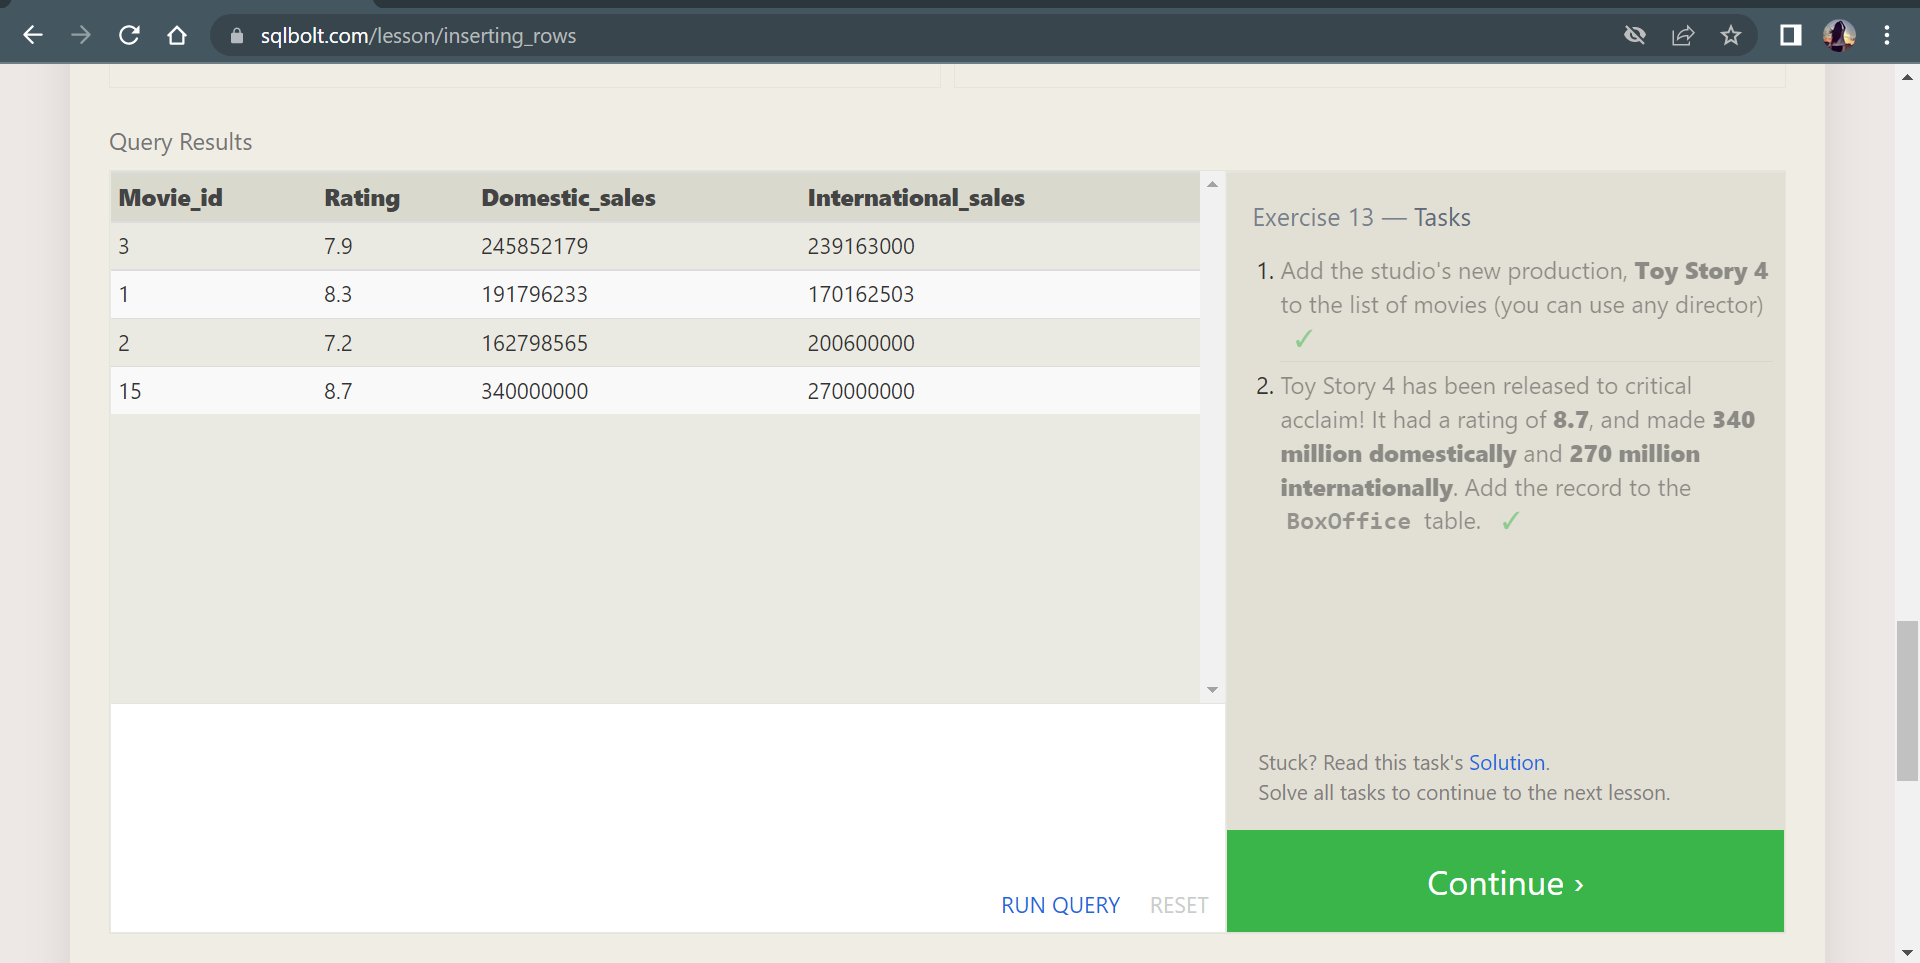 sqlbolt.com/lesson/inserting_rows
Query Results
Movie_id Rating Domestic_sales International_sales
3 7.9 245852179 239163000
1 8.3 191796233 170162503
2 7.2 162798565 200600000
15 8.7 340000000 270000000
RUN QUERY RESET
Exercise 13 — Tasks
1. Add the studio's new production, Toy Story 4
to the list of movies (you can use any director)
✓
2. Toy Story 4 has been released to critical
acclaim! It had a rating of 8.7, and made 340
million domestically and 270 million
internationally. Add the record to the
BoxOffice table. ✓
Stuck? Read this task's Solution.
Solve all tasks to continue to the next lesson.
Continue ›